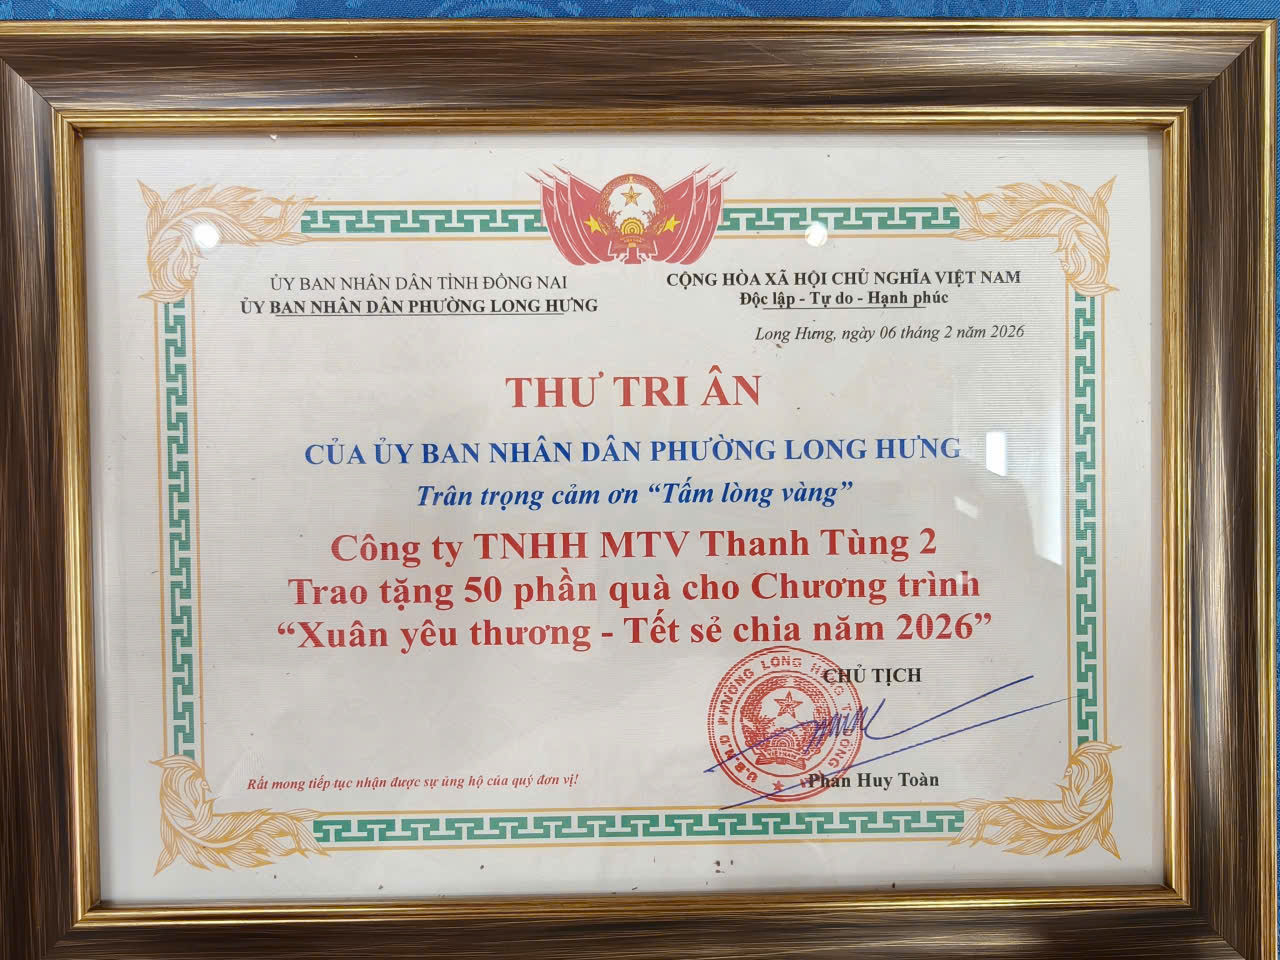 ỦY BAN NHÂN DÂN TỈNH ĐỒNG NAI
ỦY BAN NHÂN DÂN PHƯỜNG LONG HƯNG
CỘNG HÒA XÃ HỘI CHỦ NGHĨA VIỆT NAM
Độc lập - Tự do - Hạnh phúc
Long Hưng, ngày 06 tháng 2 năm 2026
THƯ TRI ÂN
CỦA ỦY BAN NHÂN DÂN PHƯỜNG LONG HƯNG
Trân trọng cảm ơn “Tấm lòng vàng”
Công ty TNHH MTV Thanh Tùng 2
Trao tặng 50 phần quà cho Chương trình
“Xuân yêu thương - Tết sẻ chia năm 2026”
CHỦ TỊCH
U.B.N.D PHƯỜNG LONG HƯNG
Phan Huy Toàn
Rất mong tiếp tục nhận được sự ủng hộ của quý đơn vị!